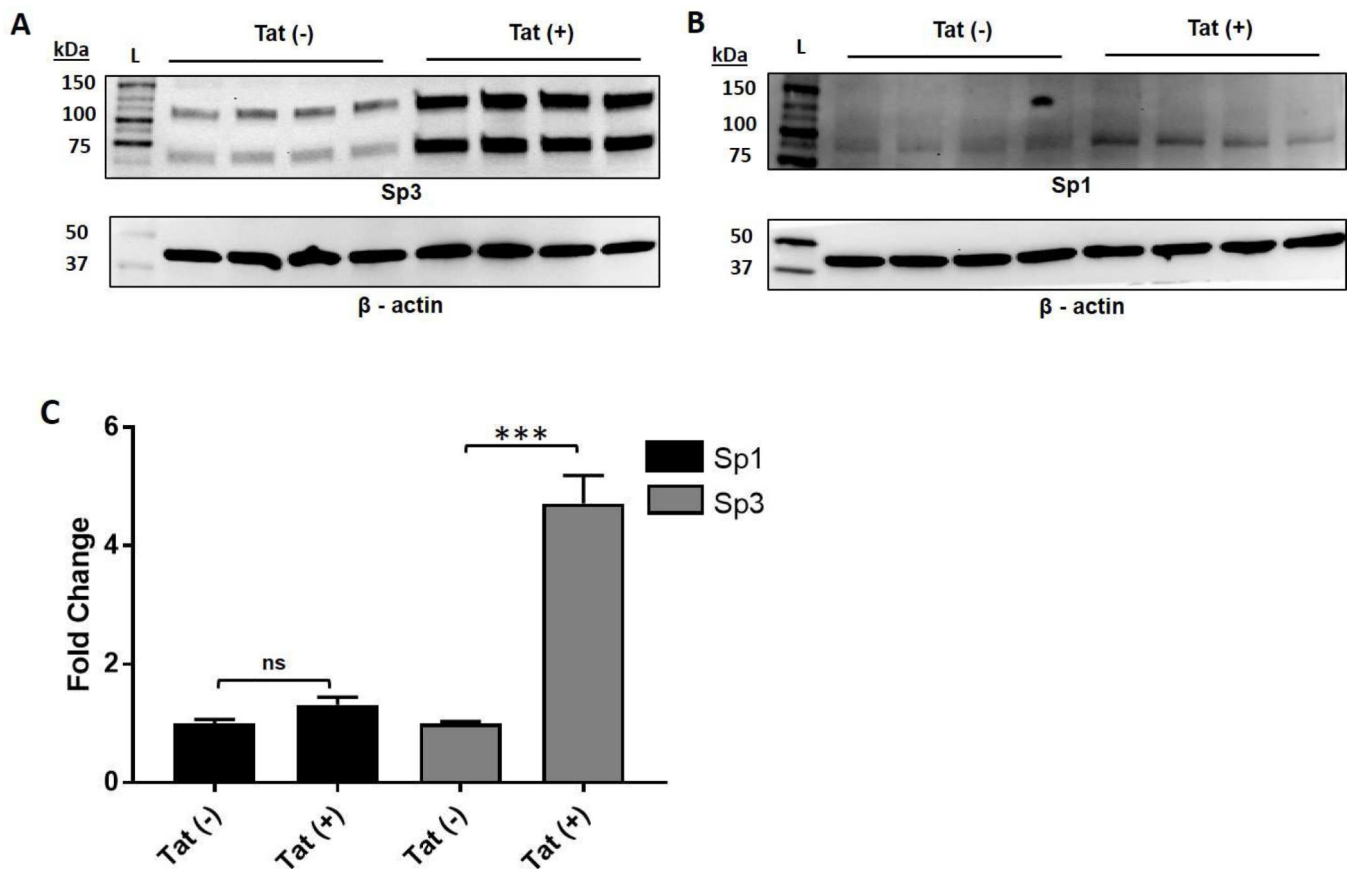 A
kDa
L
Tat (-)
Tat (+)
150
100
75
Sp3
50
37
β - actin
B
kDa
L
Tat (-)
Tat (+)
150
100
75
Sp1
50
37
β - actin
C
Fold Change
6
4
2
0
ns
***
Sp1
Sp3
Tat (-)
Tat (+)
Tat (-)
Tat (+)